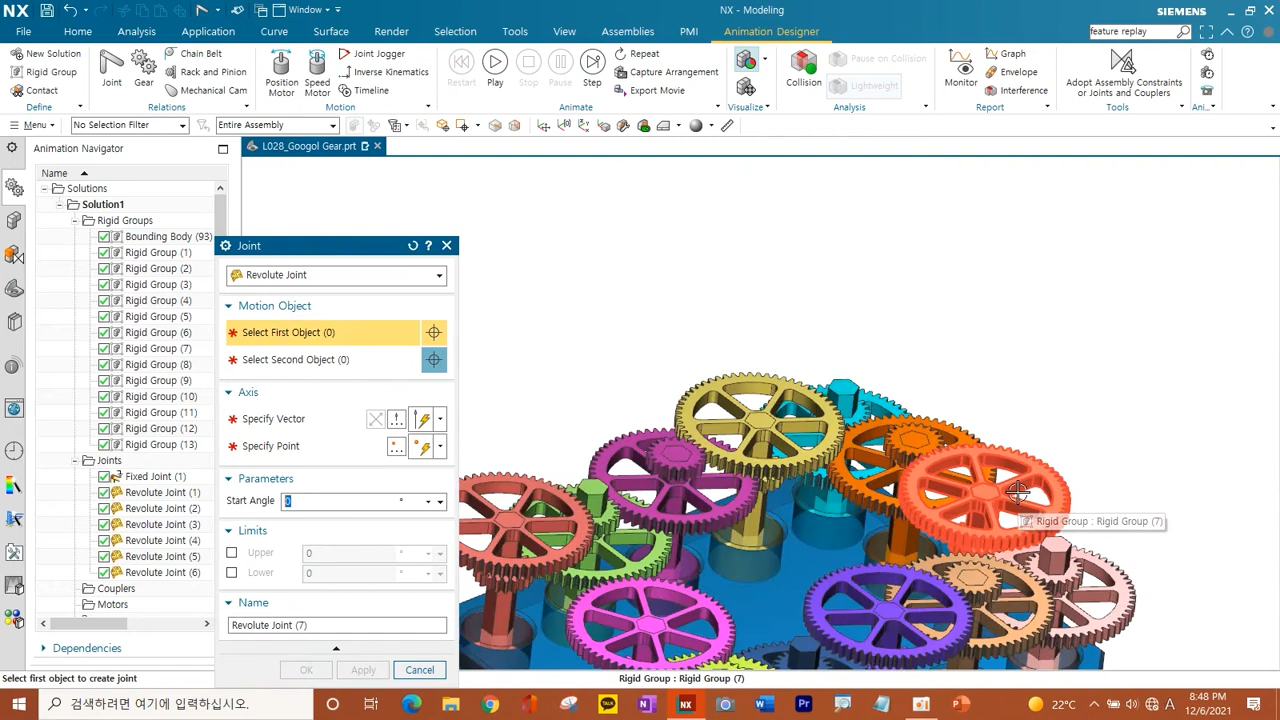 NX
Window
NX - Modeling
SIEMENS
File
Home
Analysis
Application
Curve
Surface
Render
Selection
Tools
View
Assemblies
PMI
Animation Designer
feature replay
New Solution
Rigid Group
Contact
Define
Joint
Gear
Chain Belt
Rack and Pinion
Mechanical Cam
Relations
Position Motor
Speed Motor
Joint Jogger
Inverse Kinematics
Timeline
Motion
Restart
Play
Stop
Pause
Step
Repeat
Capture Arrangement
Export Movie
Animate
Visualize
Collision
Pause on Collision
Lightweight
Analysis
Monitor
Graph
Envelope
Interference
Report
Adopt Assembly Constraints or Joints and Couplers
Tools
Ani...
Menu
No Selection Filter
Entire Assembly
Animation Navigator
L028_Googol Gear.prt
Name
Solutions
Solution1
Rigid Groups
Bounding Body (93)
Rigid Group (1)
Rigid Group (2)
Rigid Group (3)
Rigid Group (4)
Rigid Group (5)
Rigid Group (6)
Rigid Group (7)
Rigid Group (8)
Rigid Group (9)
Rigid Group (10)
Rigid Group (11)
Rigid Group (12)
Rigid Group (13)
Joints
Fixed Joint (1)
Revolute Joint (1)
Revolute Joint (2)
Revolute Joint (3)
Revolute Joint (4)
Revolute Joint (5)
Revolute Joint (6)
Couplers
Motors
Dependencies
Joint
Revolute Joint
Motion Object
* Select First Object (0)
* Select Second Object (0)
Axis
* Specify Vector
* Specify Point
Parameters
Start Angle 0 °
Limits
Upper 0 °
Lower 0 °
Name
Revolute Joint (7)
OK
Apply
Cancel
Rigid Group : Rigid Group (7)
Select first object to create joint
Rigid Group : Rigid Group (7)
검색하려면 여기에 입력하십시오.
TALK
NX
Pr
22°C
A
8:48 PM
12/6/2021